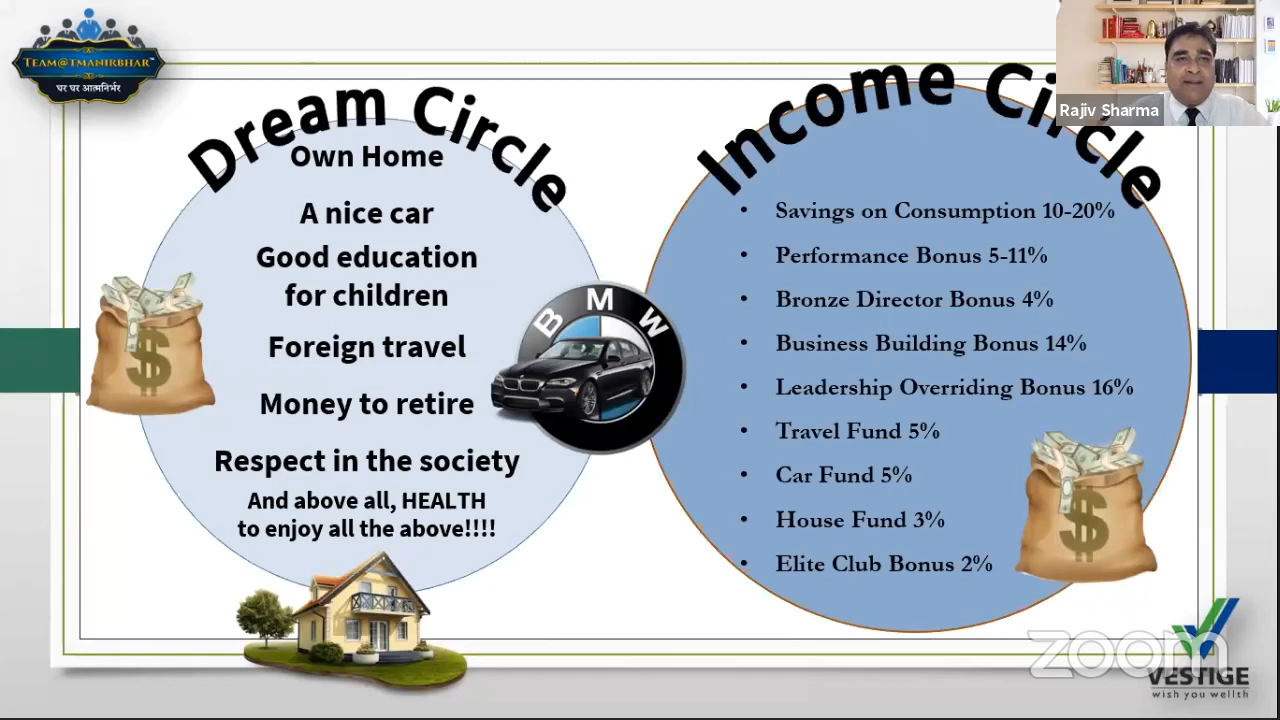 TEAM@TMANIRBHAR
घर घर आत्मनिर्भर
Rajiv Sharma
Dream Circle
Own Home
A nice car
Good education
for children
Foreign travel
Money to retire
Respect in the society
And above all, HEALTH
to enjoy all the above!!!!
BMW
Income Circle
• Savings on Consumption 10-20%
• Performance Bonus 5-11%
• Bronze Director Bonus 4%
• Business Building Bonus 14%
• Leadership Overriding Bonus 16%
• Travel Fund 5%
• Car Fund 5%
• House Fund 3%
• Elite Club Bonus 2%
zoom
VESTIGE
wish you wellth